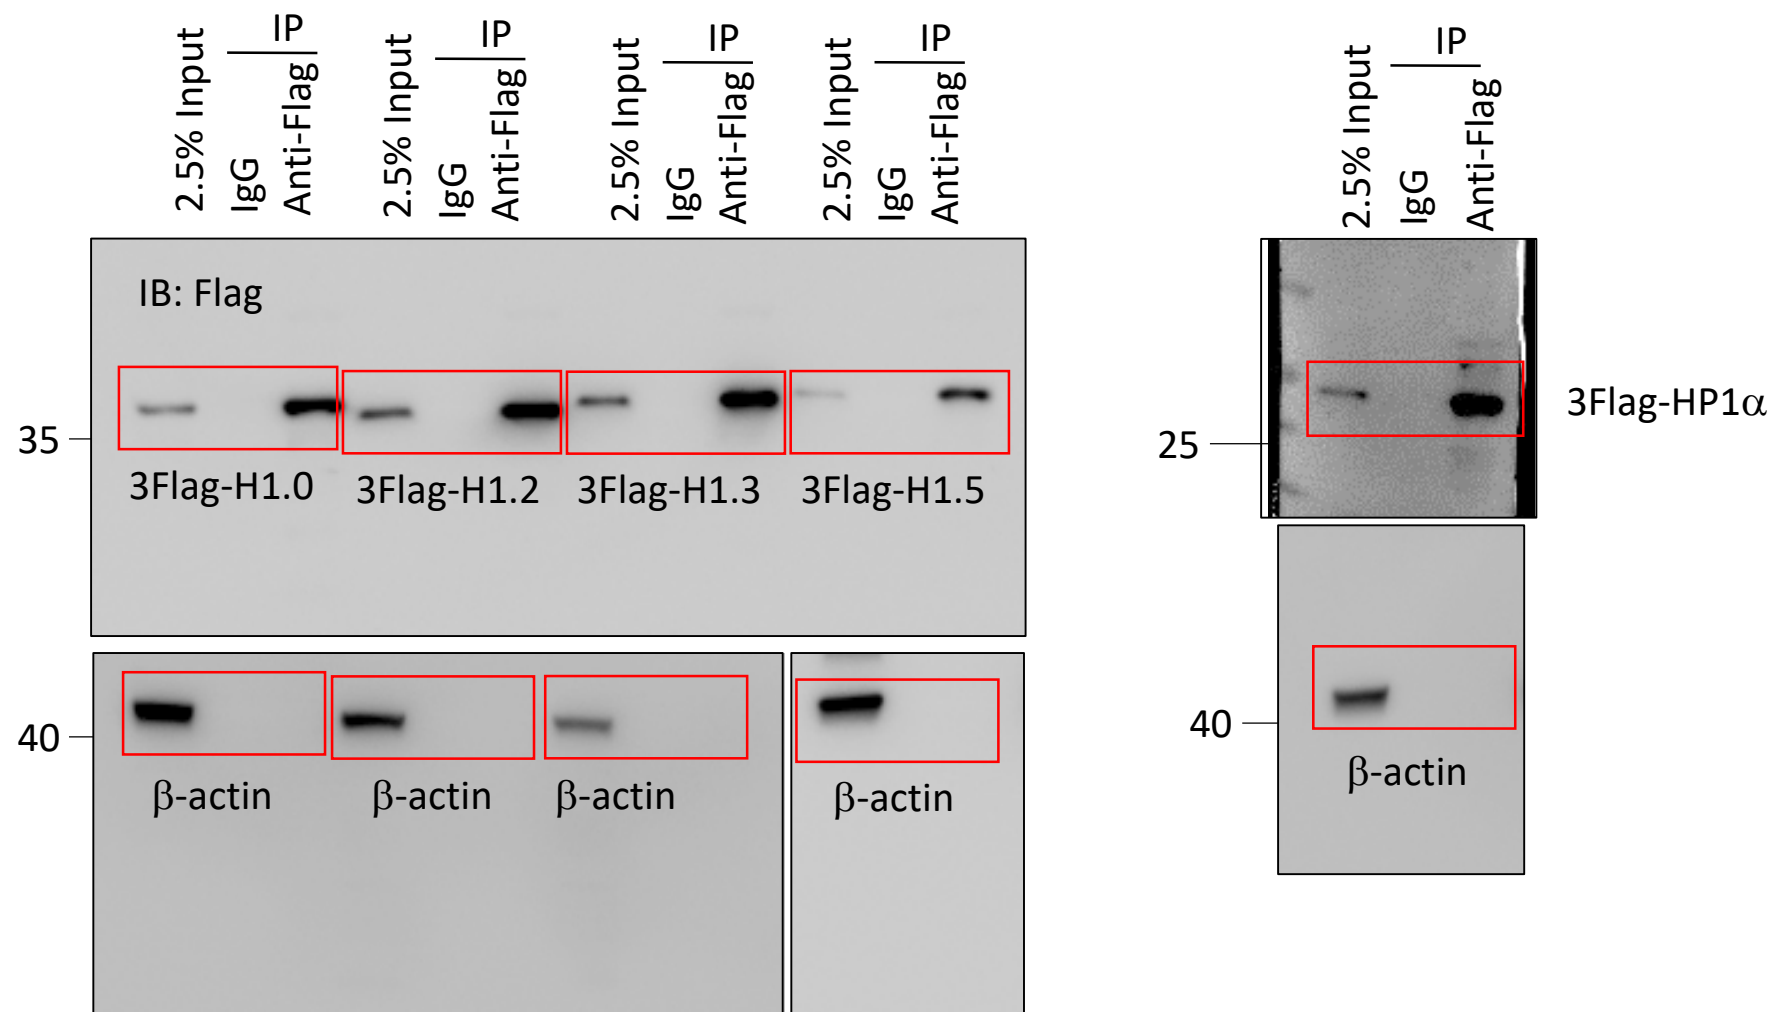 IP
IP
IP
IP
IP
2.5% Input
IgG
Anti-Flag
2.5% Input
IgG
Anti-Flag
2.5% Input
IgG
Anti-Flag
2.5% Input
IgG
Anti-Flag
2.5% Input
IgG
Anti-Flag
IB: Flag
35
3Flag-H1.0
3Flag-H1.2
3Flag-H1.3
3Flag-H1.5
25
3Flag-HP1α
40
β-actin
β-actin
β-actin
β-actin
40
β-actin